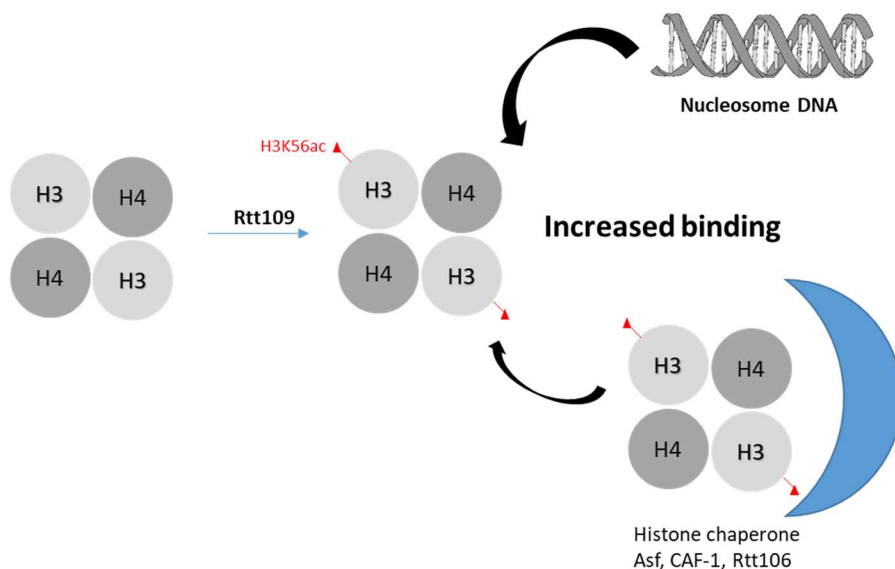 Nucleosome DNA
H3K56ac
H3
H4
H4
H3
Rtt109
H3
H4
H4
H3
Increased binding
H3
H4
H4
H3
Histone chaperone
Asf, CAF-1, Rtt106